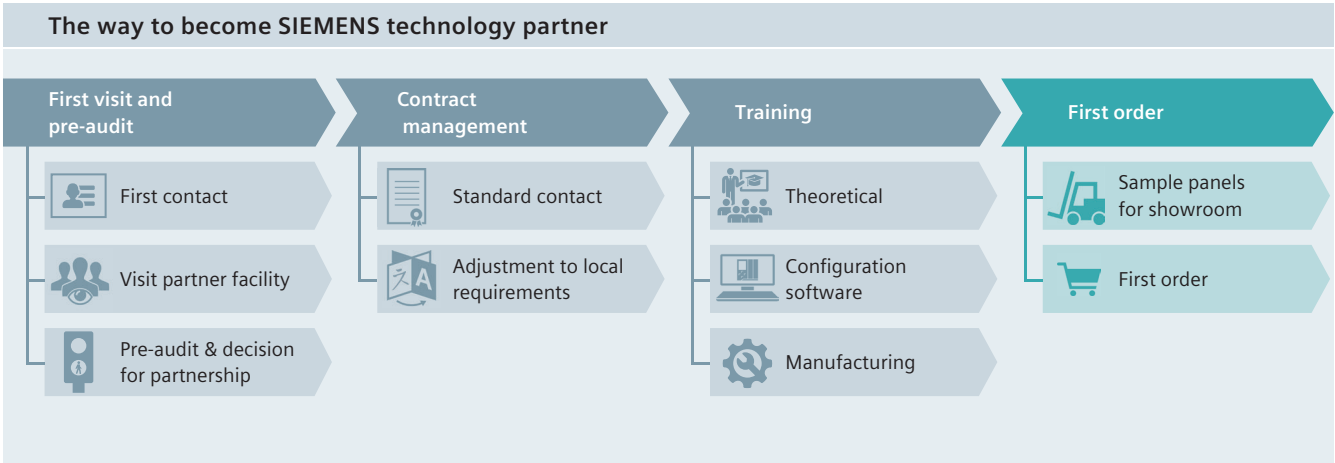 The way to become SIEMENS technology partner
First visit and
pre-audit
First contact
Visit partner facility
Pre-audit & decision
for partnership
Contract
management
Standard contact
Adjustment to local
requirements
Training
Theoretical
Configuration
software
Manufacturing
First order
Sample panels
for showroom
First order